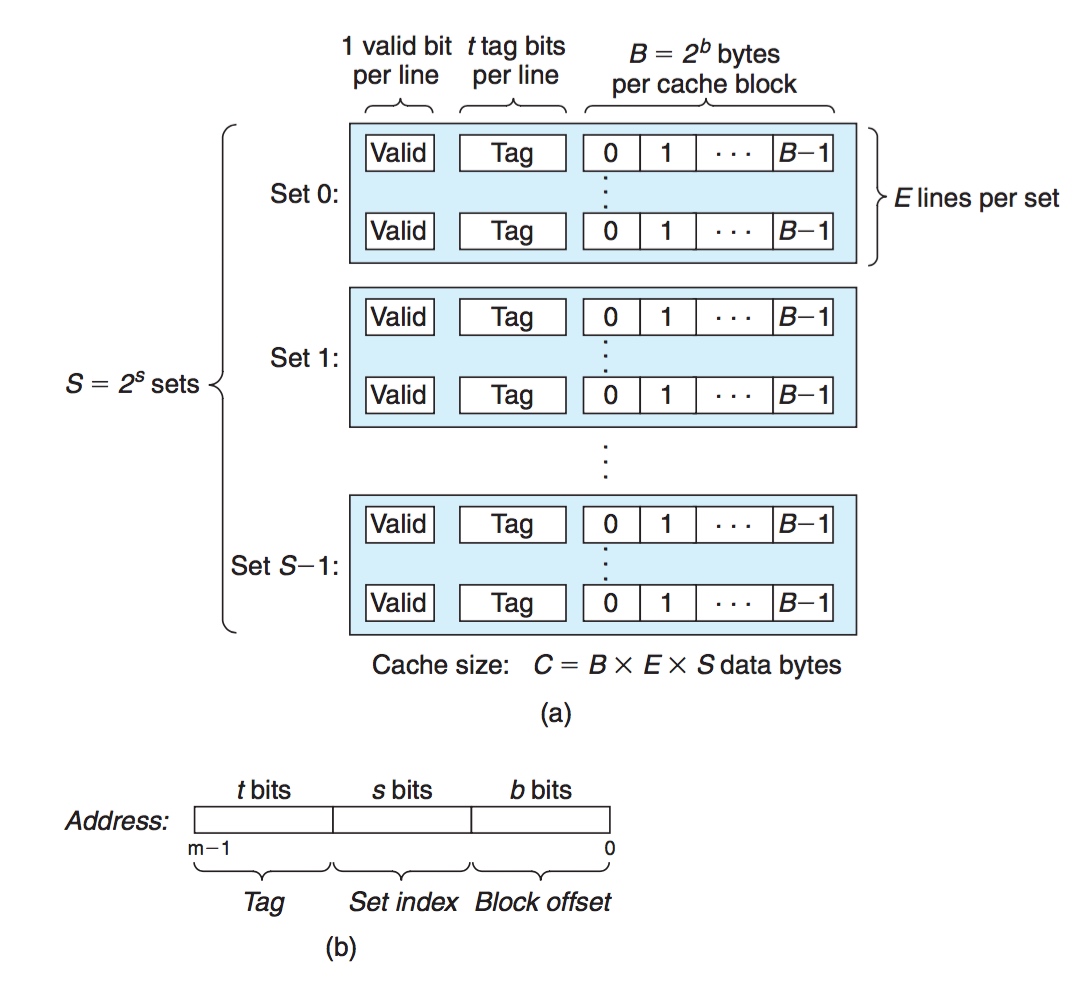 1 valid bit per line
t tag bits per line
B = 2^b bytes per cache block
Valid Tag 0 1 · · · B−1
Set 0:
E lines per set
Valid Tag 0 1 · · · B−1
Valid Tag 0 1 · · · B−1
Set 1:
Valid Tag 0 1 · · · B−1
S = 2^s sets
Valid Tag 0 1 · · · B−1
Set S−1:
Valid Tag 0 1 · · · B−1
Cache size: C = B × E × S data bytes
(a)
t bits s bits b bits
Address:
m−1 0
Tag Set index Block offset
(b)